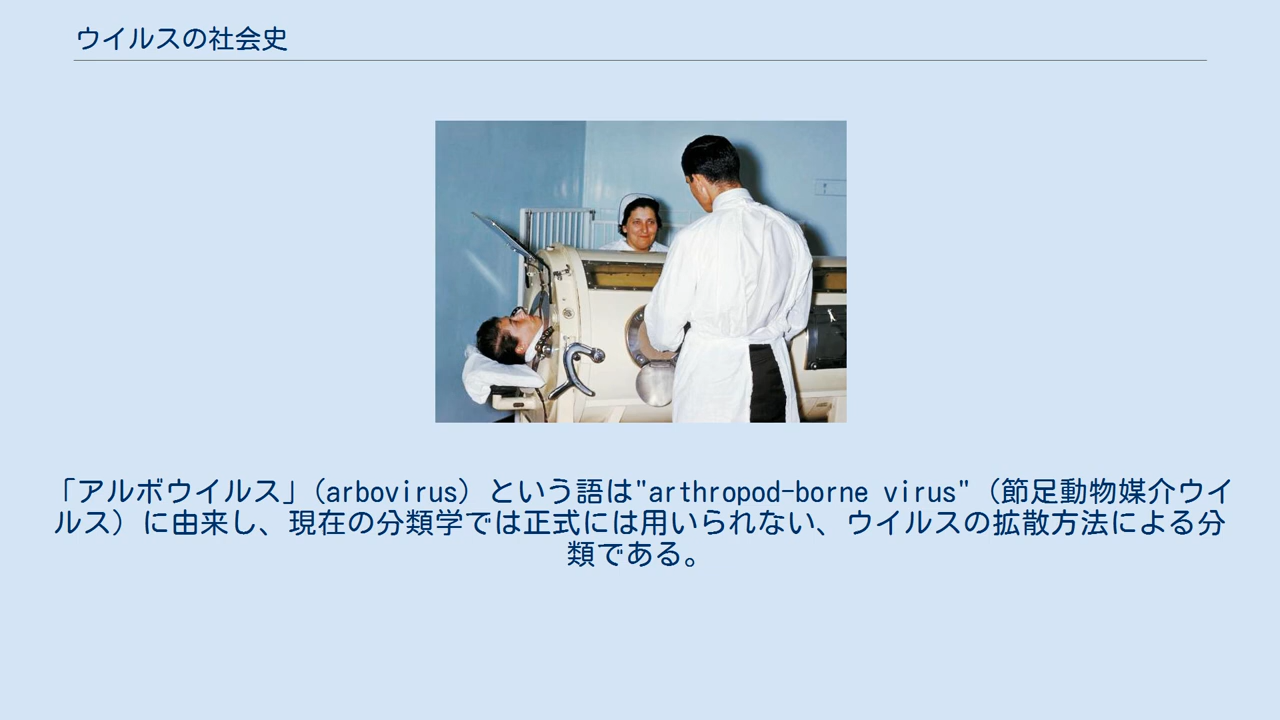 ウイルスの社会史
「アルボウイルス」（arbovirus）という語は"arthropod-borne virus"（節足動物媒介ウイ
ルス）に由来し、現在の分類学では正式には用いられない、ウイルスの拡散方法による分
類である。